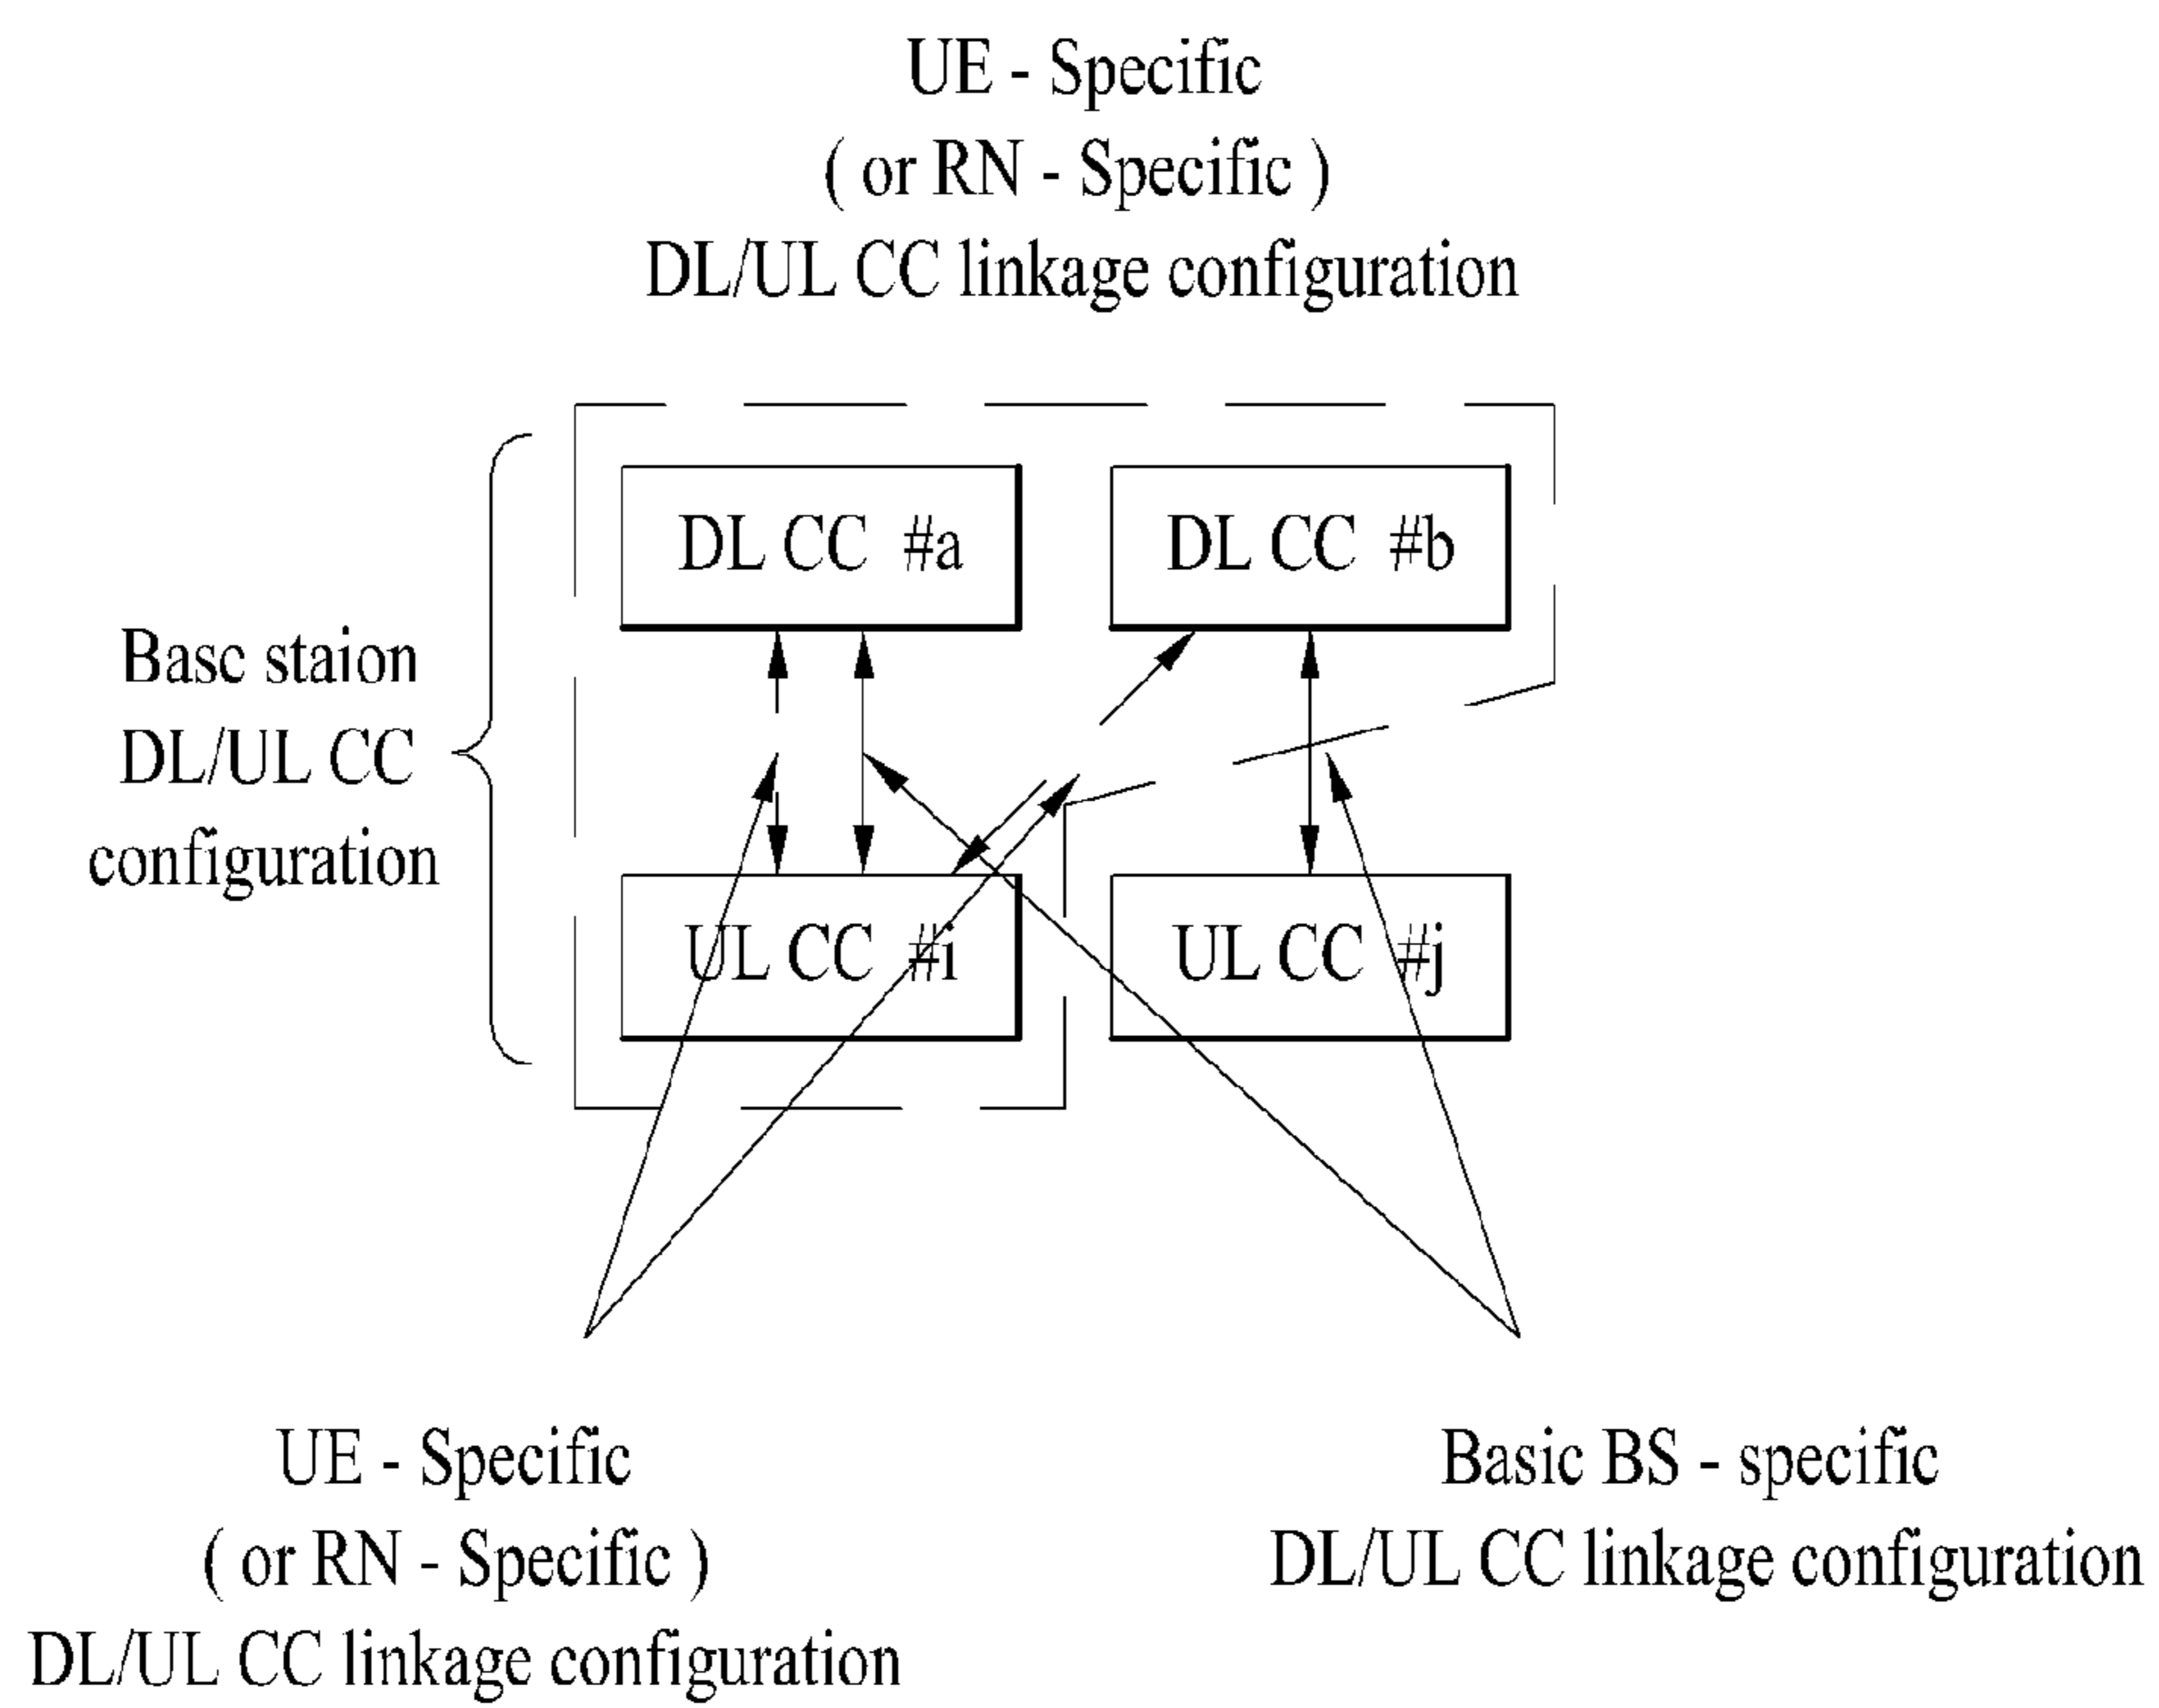 UE - Specific
( or RN - Specific )
DL/UL CC linkage configuration
DL CC #a
DL CC #b
Basc staion
DL/UL CC
configuration
UL CC #i
UL CC #j
UE - Specific
( or RN - Specific )
DL/UL CC linkage configuration
Basic BS - specific
DL/UL CC linkage configuration